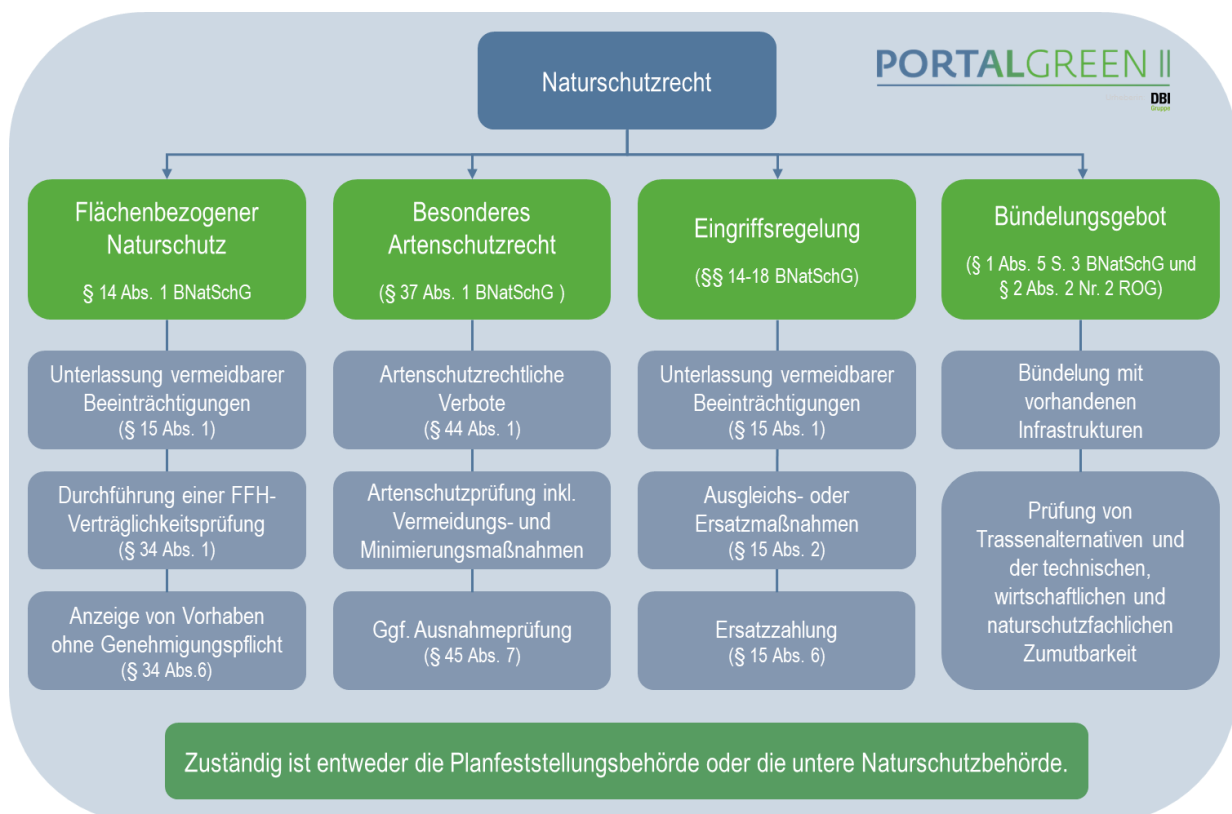 Naturschutzrecht
PORTALGREEN II
DBI
Gruppe
Flächenbezogener
Naturschutz
§ 14 Abs. 1 BNatSchG
Besonderes
Artenschutzrecht
(§ 37 Abs. 1 BNatSchG )
Eingriffsregelung
(§§ 14-18 BNatSchG)
Bündelungsgebot
(§ 1 Abs. 5 S. 3 BNatSchG und
§ 2 Abs. 2 Nr. 2 ROG)
Unterlassung vermeidbarer
Beeinträchtigungen
(§ 15 Abs. 1)
Artenschutzrechtliche
Verbote
(§ 44 Abs. 1)
Unterlassung vermeidbarer
Beeinträchtigungen
(§ 15 Abs. 1)
Bündelung mit
vorhandenen
Infrastrukturen
Durchführung einer FFH-
Verträglichkeitsprüfung
(§ 34 Abs. 1)
Artenschutzprüfung inkl.
Vermeidungs- und
Minimierungsmaßnahmen
Ausgleichs- oder
Ersatzmaßnahmen
(§ 15 Abs. 2)
Prüfung von
Trassenalternativen und
der technischen,
wirtschaftlichen und
naturschutzfachlichen
Zumutbarkeit
Anzeige von Vorhaben
ohne Genehmigungspflicht
(§ 34 Abs.6)
Ggf. Ausnahmeprüfung
(§ 45 Abs. 7)
Ersatzzahlung
(§ 15 Abs. 6)
Zuständig ist entweder die Planfeststellungsbehörde oder die untere Naturschutzbehörde.